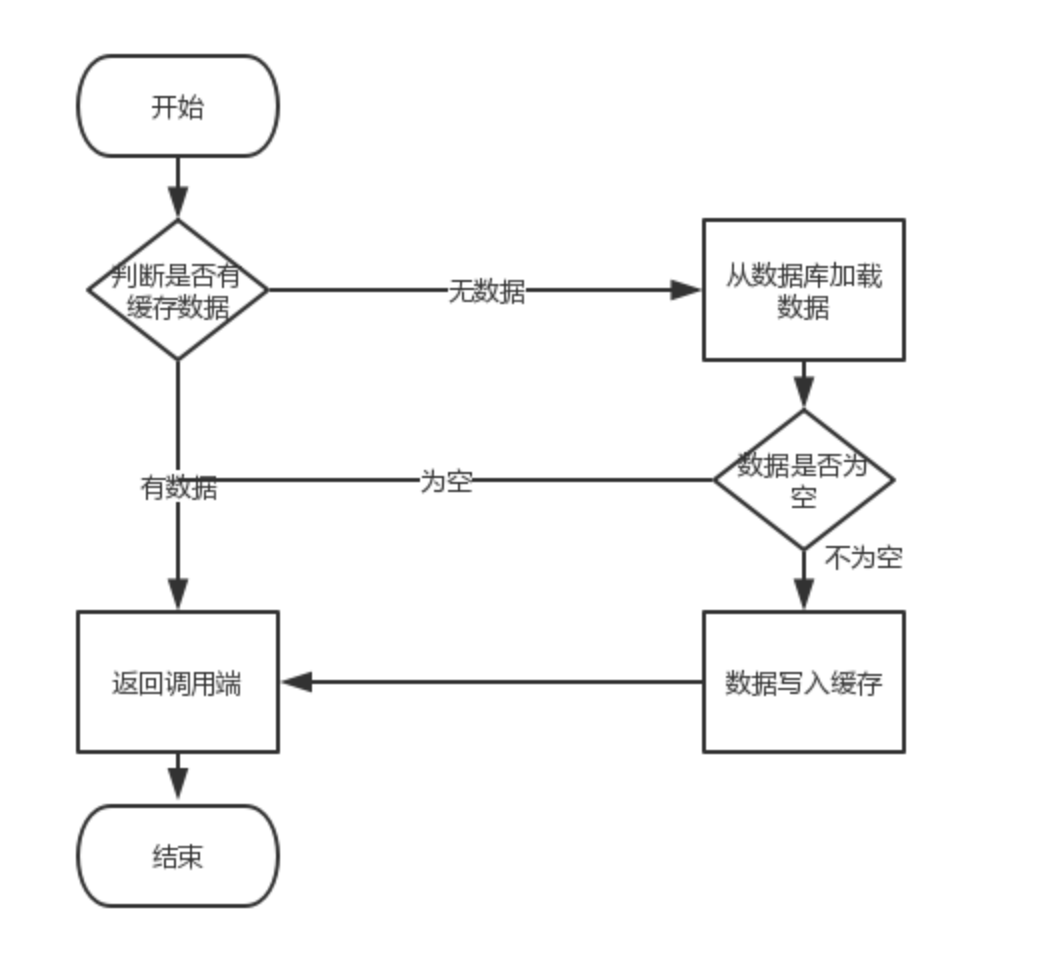 开始
判断是否有
缓存数据
无数据
从数据库加载
数据
有数据
为空
数据是否为
空
不为空
返回调用端
数据写入缓存
结束